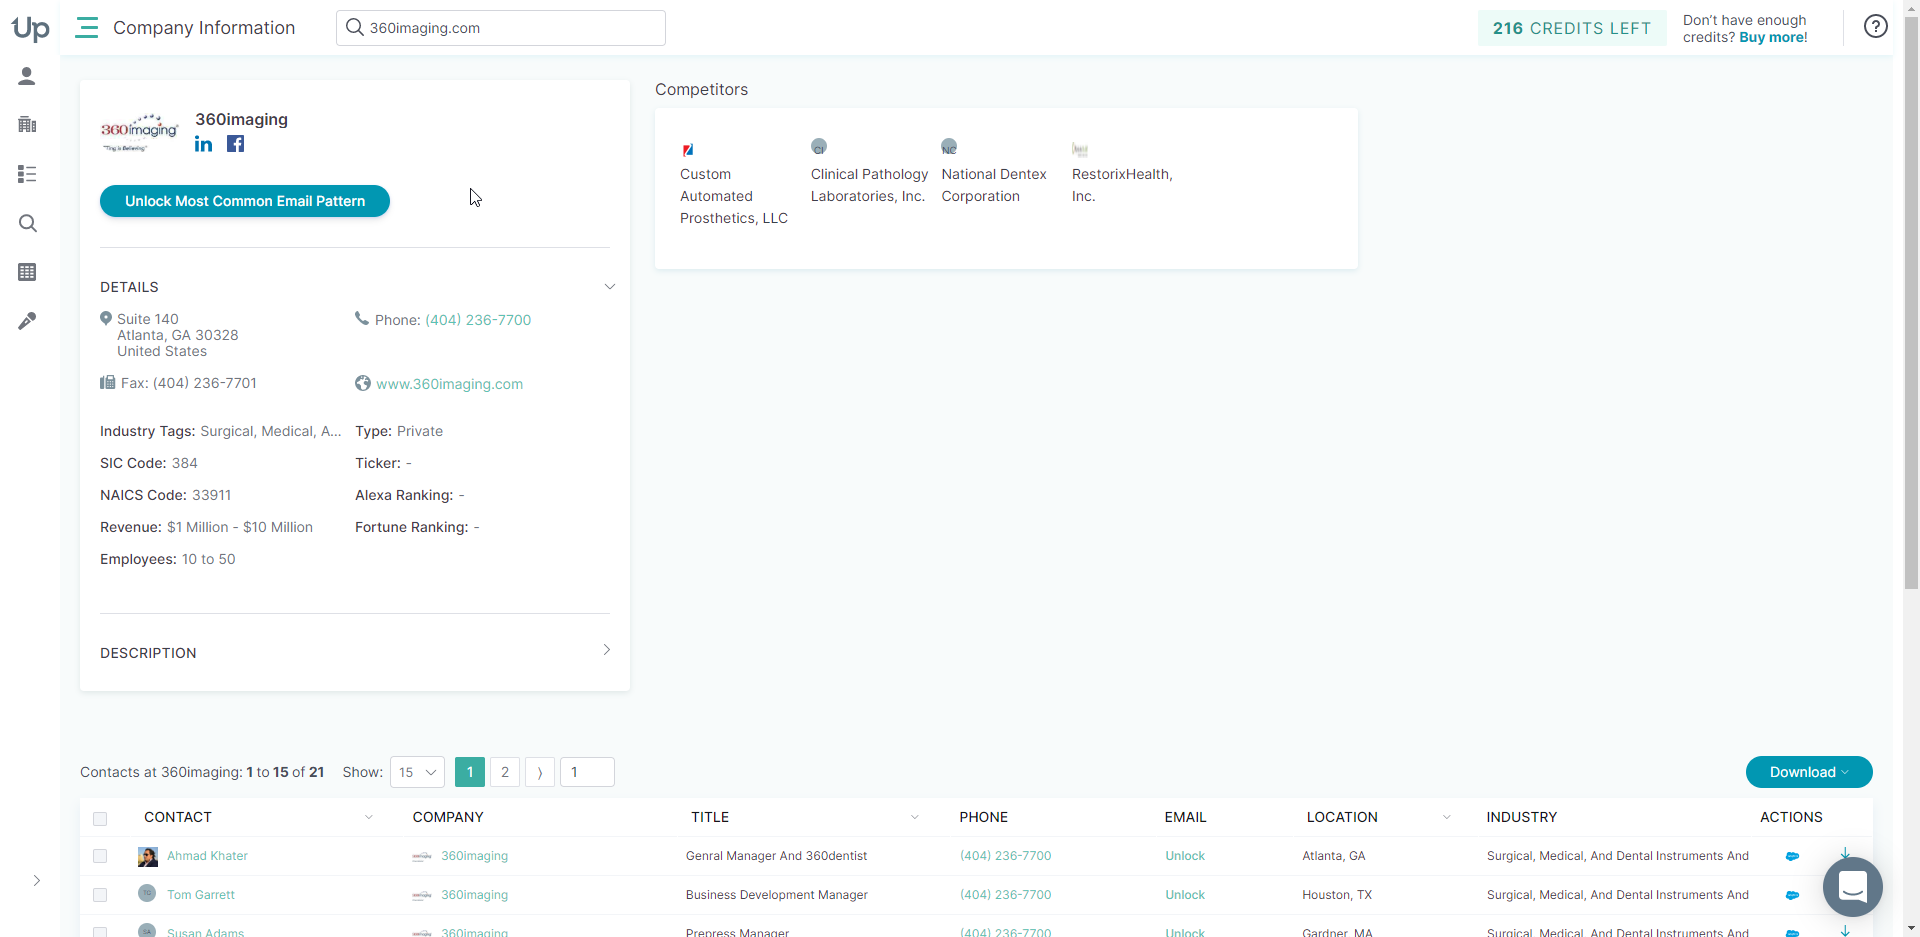 Up
Company Information
360imaging.com
216 CREDITS LEFT
Don't have enough
credits? Buy more!
360imaging
360imaging
Unlock Most Common Email Pattern
DETAILS
Suite 140
Atlanta, GA 30328
United States
Phone: (404) 236-7700
Fax: (404) 236-7701
www.360imaging.com
Industry Tags: Surgical, Medical, A...
Type: Private
SIC Code: 384
Ticker: -
NAICS Code: 33911
Alexa Ranking: -
Revenue: $1 Million - $10 Million
Fortune Ranking: -
Employees: 10 to 50
DESCRIPTION
Competitors
Custom
Automated
Prosthetics, LLC
CI
Clinical Pathology
Laboratories, Inc.
NC
National Dentex
Corporation
RestorixHealth,
Inc.
Contacts at 360imaging: 1 to 15 of 21
Show: 15
1 2 ⟩ 1
Download
CONTACT COMPANY TITLE PHONE EMAIL LOCATION INDUSTRY ACTIONS
Ahmad Khater 360imaging Genral Manager And 360dentist (404) 236-7700 Unlock Atlanta, GA Surgical, Medical, And Dental Instruments And
TG Tom Garrett 360imaging Business Development Manager (404) 236-7700 Unlock Houston, TX Surgical, Medical, And Dental Instruments And
SA Susan Adams 360imaging Prepress Manager (404) 236-7700 Unlock Gardner, MA Surgical, Medical, And Dental Instruments And